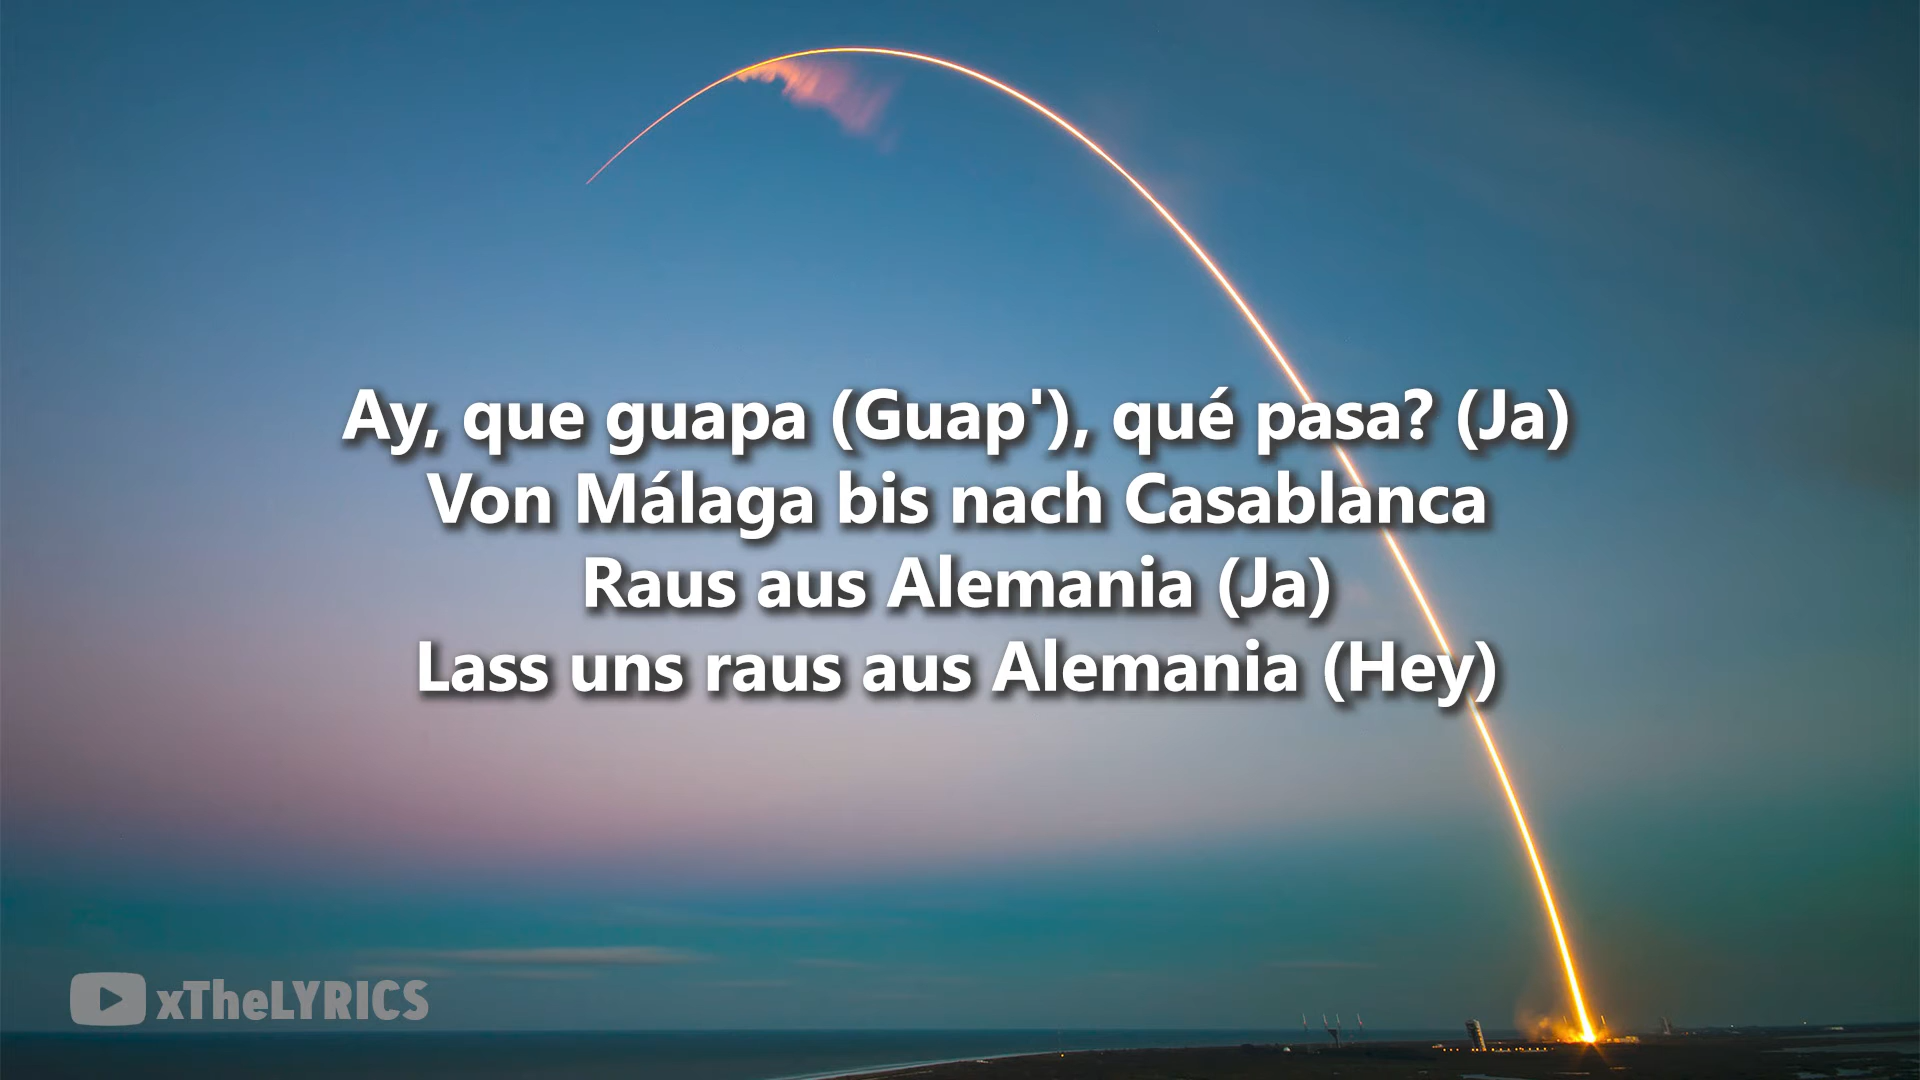 Ay, que guapa (Guap'), qué pasa? (Ja)
Von Málaga bis nach Casablanca
Raus aus Alemania (Ja)
Lass uns raus aus Alemania (Hey)
xTheLYRICS